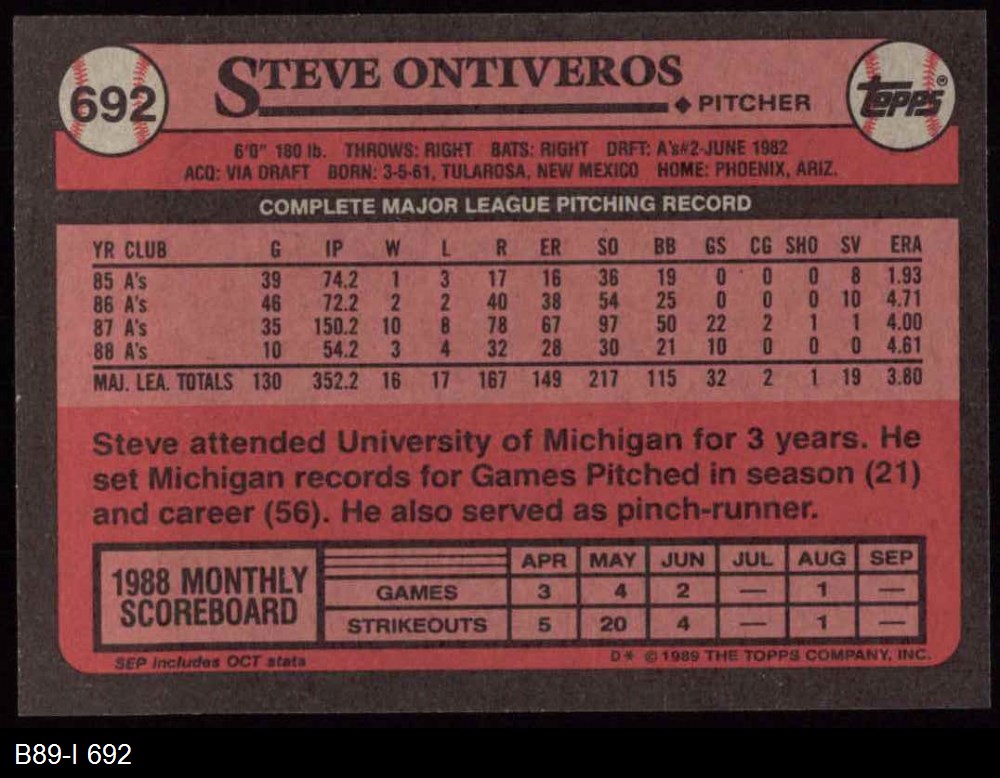 692
STEVE ONTIVEROS
◆ PITCHER
TOPPS®
6'0" 180 lb. THROWS: RIGHT BATS: RIGHT DRFT: A's#2-JUNE 1982
ACQ: VIA DRAFT BORN: 3-5-61, TULAROSA, NEW MEXICO HOME: PHOENIX, ARIZ.
COMPLETE MAJOR LEAGUE PITCHING RECORD
YR CLUB G IP W L R ER SO BB GS CG SHO SV ERA
85 A's 39 74.2 1 3 17 16 36 19 0 0 0 8 1.93
86 A's 46 72.2 2 2 40 38 54 25 0 0 0 10 4.71
87 A's 35 150.2 10 8 78 67 97 50 22 2 1 1 4.00
88 A's 10 54.2 3 4 32 28 30 21 10 0 0 0 4.61
MAJ. LEA. TOTALS 130 352.2 16 17 167 149 217 115 32 2 1 19 3.80
Steve attended University of Michigan for 3 years. He
set Michigan records for Games Pitched in season (21)
and career (56). He also served as pinch-runner.
1988 MONTHLY
SCOREBOARD
APR MAY JUN JUL AUG SEP
GAMES 3 4 2 — 1 —
STRIKEOUTS 5 20 4 — 1 —
SEP includes OCT stats
D* © 1989 THE TOPPS COMPANY, INC.
B89-I 692